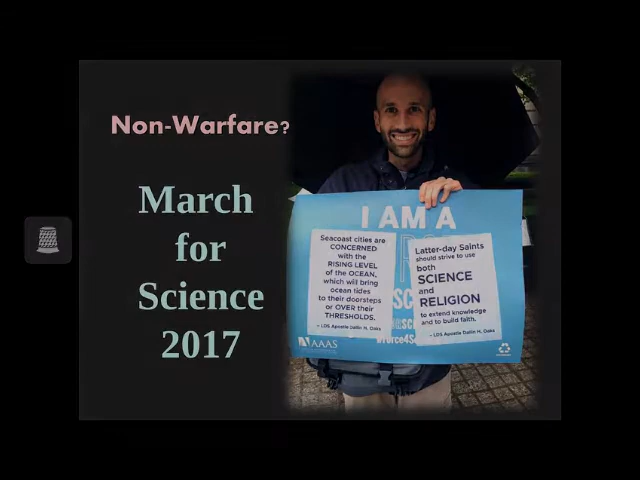 Non-Warfare?
March
for
Science
2017
I AM A
Seacoast cities are
CONCERNED
with the
RISING LEVEL
of the OCEAN,
which will bring
ocean tides
to their doorsteps
or OVER their
THRESHOLDS.
– LDS Apostle Dallin H. Oaks
Latter-day Saints
should strive to use
both
SCIENCE
and
RELIGION
to extend knowledge
and to build faith.
– LDS Apostle Dallin H. Oaks
AAAS